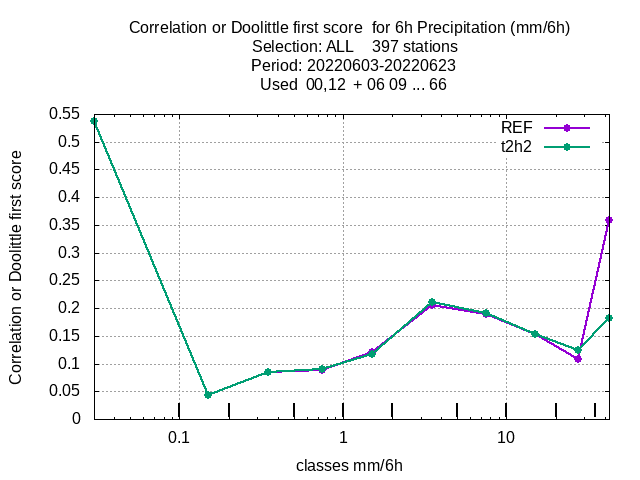 Correlation or Doolittle first score  for 6h Precipitation (mm/6h)
Selection: ALL    397 stations
Period: 20220603-20220623
Used  00,12  + 06 09 ... 66
REF
t2h2
0.55
0.5
0.45
0.4
0.35
0.3
0.25
0.2
0.15
0.1
0.05
0
Correlation or Doolittle first score
0.1
1
10
classes mm/6h